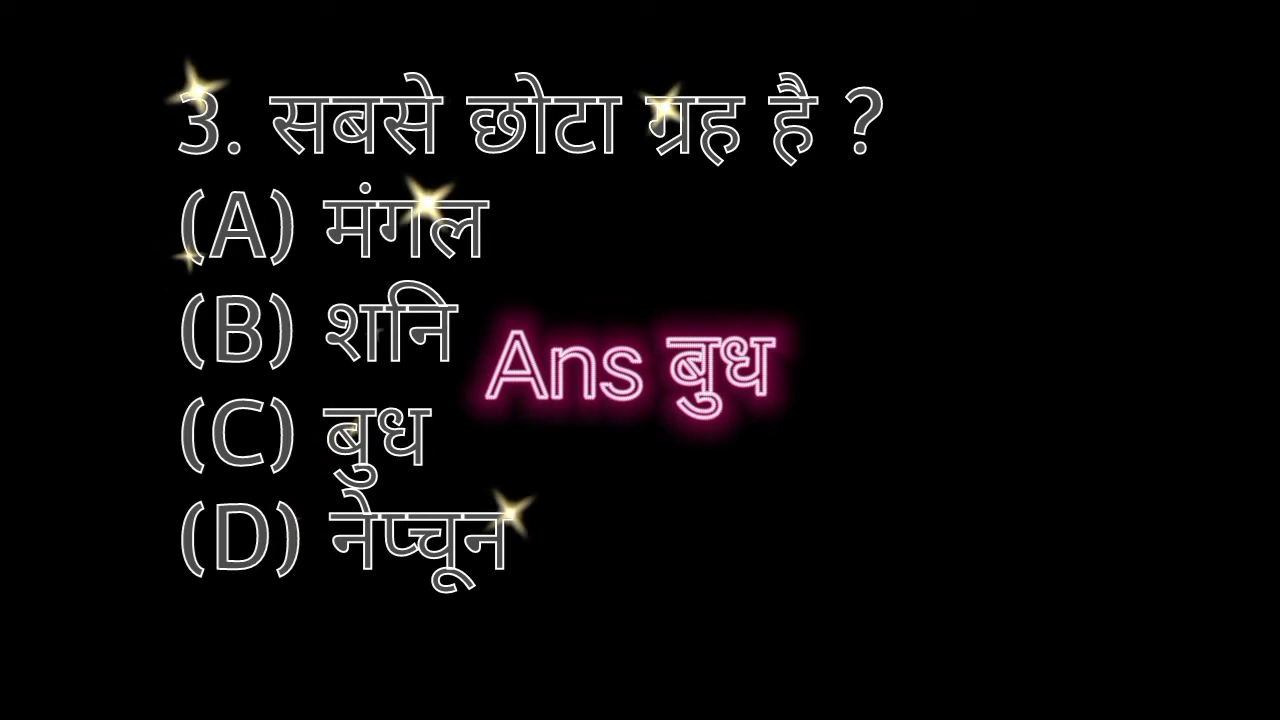 3. सबसे छोटा ग्रह है ?
(A) मंगल
(B) शनि
Ans बुध
(C) बुध
(D) नेप्चून